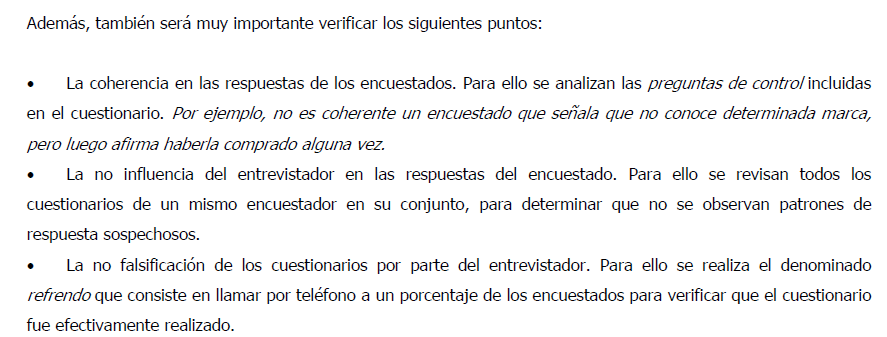 Además, también será muy importante verificar los siguientes puntos:
• La coherencia en las respuestas de los encuestados. Para ello se analizan las preguntas de control incluidas
en el cuestionario. Por ejemplo, no es coherente un encuestado que señala que no conoce determinada marca,
pero luego afirma haberla comprado alguna vez.
• La no influencia del entrevistador en las respuestas del encuestado. Para ello se revisan todos los
cuestionarios de un mismo encuestador en su conjunto, para determinar que no se observan patrones de
respuesta sospechosos.
• La no falsificación de los cuestionarios por parte del entrevistador. Para ello se realiza el denominado
refrendo que consiste en llamar por teléfono a un porcentaje de los encuestados para verificar que el cuestionario
fue efectivamente realizado.